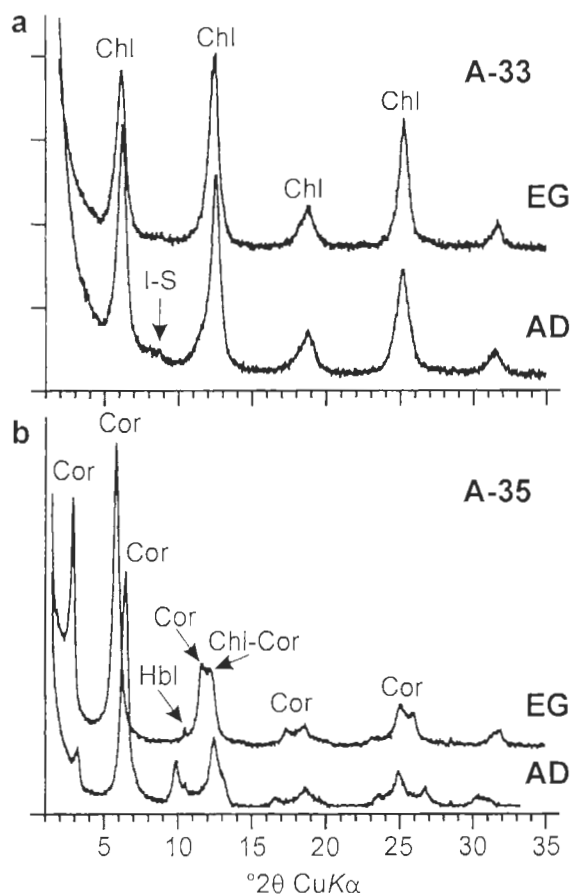 a
Chl
Chl
Chl
Chl
A-33
EG
I-S
AD
b
Cor
Cor
A-35
Cor
Cor
Chl-Cor
Hbl
Cor
Cor
EG
AD
5 10 15 20 25 30 35
°2θ CuKα